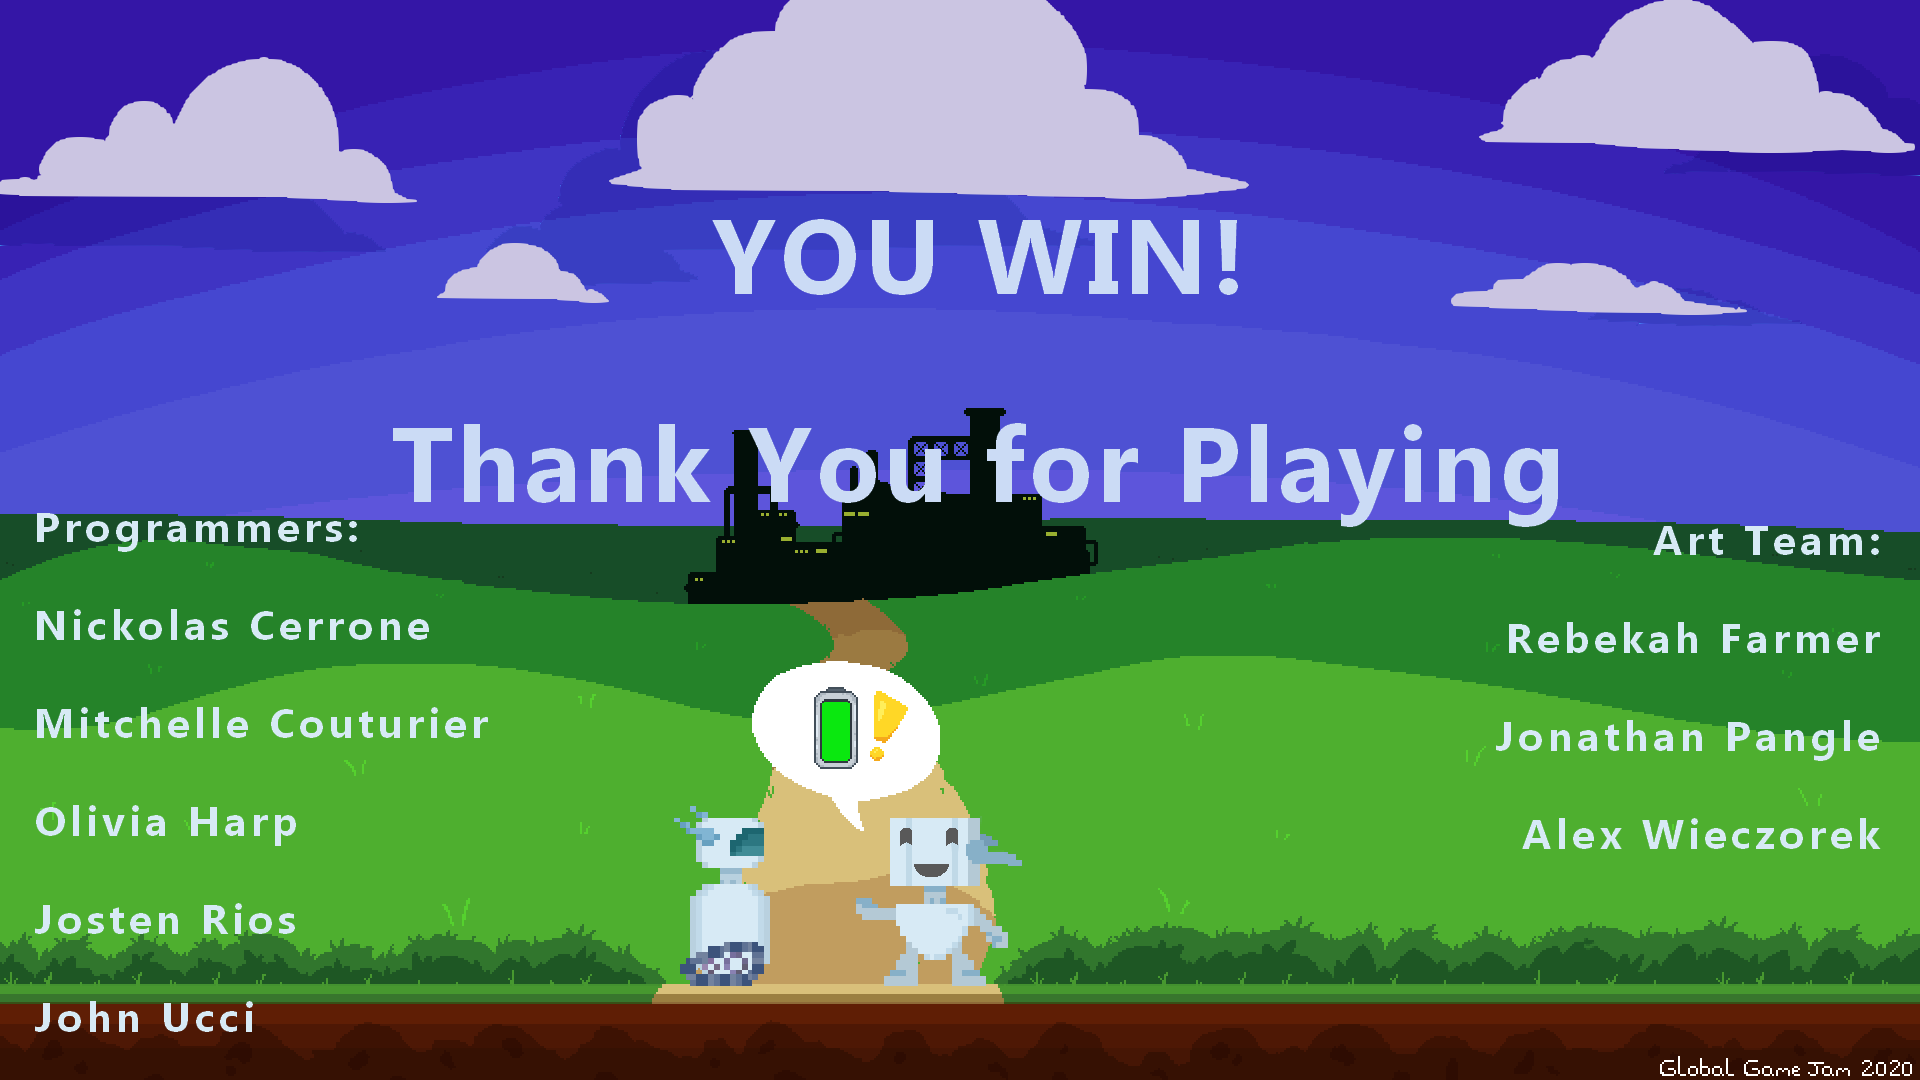 YOU WIN!
Thank You for Playing
Programmers:
Nickolas Cerrone
Mitchelle Couturier
Olivia Harp
Josten Rios
John Ucci
Art Team:
Rebekah Farmer
Jonathan Pangle
Alex Wieczorek
Global Game Jam 2020